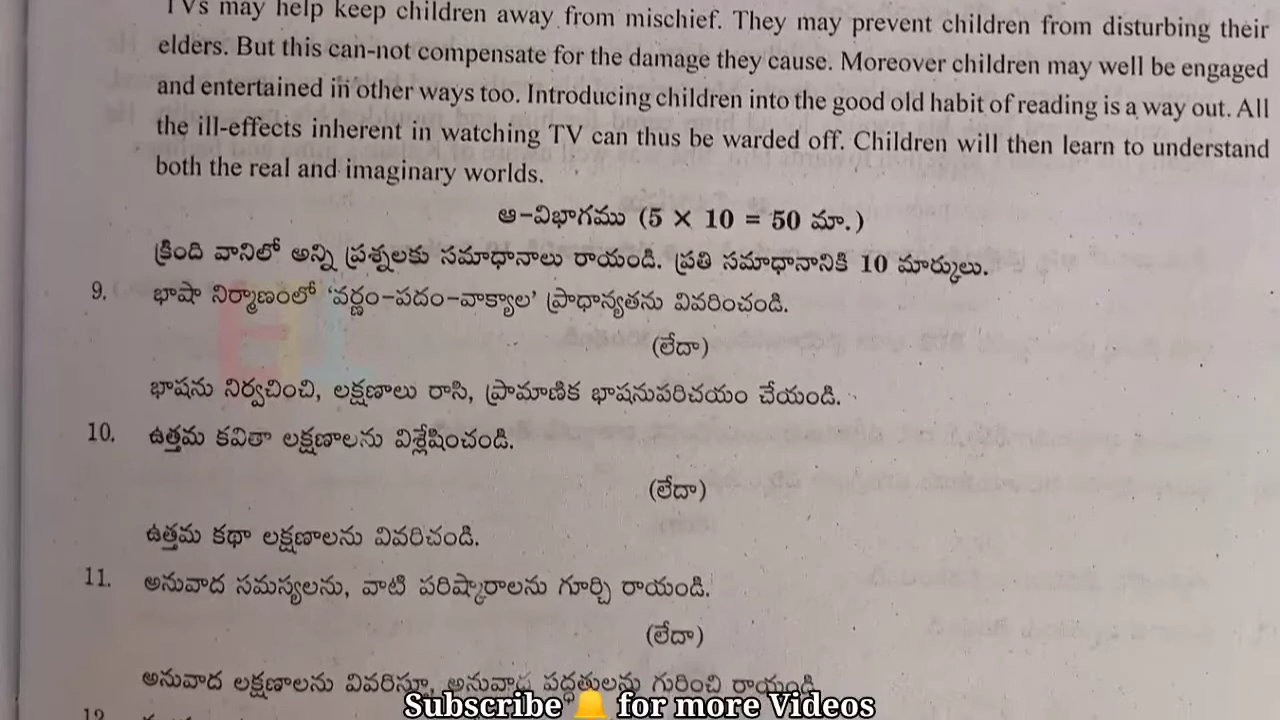 TVs may help keep children away from mischief. They may prevent children from disturbing their
elders. But this can-not compensate for the damage they cause. Moreover children may well be engaged
and entertained in other ways too. Introducing children into the good old habit of reading is a way out. All
the ill-effects inherent in watching TV can thus be warded off. Children will then learn to understand
both the real and imaginary worlds.
ఆ-విభాగము (5 × 10 = 50 మా.)
క్రింది వానిలో అన్ని ప్రశ్నలకు సమాధానాలు రాయండి. ప్రతి సమాధానానికి 10 మార్కులు.
9. భాషా నిర్మాణంలో 'వర్ణం-పదం-వాక్యాల' ప్రాధాన్యతను వివరించండి.
(లేదా)
భాషను నిర్వచించి, లక్షణాలు రాసి, ప్రామాణిక భాషనుపరిచయం చేయండి.
10. ఉత్తమ కవితా లక్షణాలను విశ్లేషించండి.
(లేదా)
ఉత్తమ కథా లక్షణాలను వివరిచండి.
11. అనువాద సమస్యలను, వాటి పరిష్కారాలను గూర్చి రాయండి.
(లేదా)
అనువాద లక్షణాలను వివరిస్తూ, అనువాద పద్ధతులను గురించి రాయండి.
12
Subscribe 🔔 for more Videos